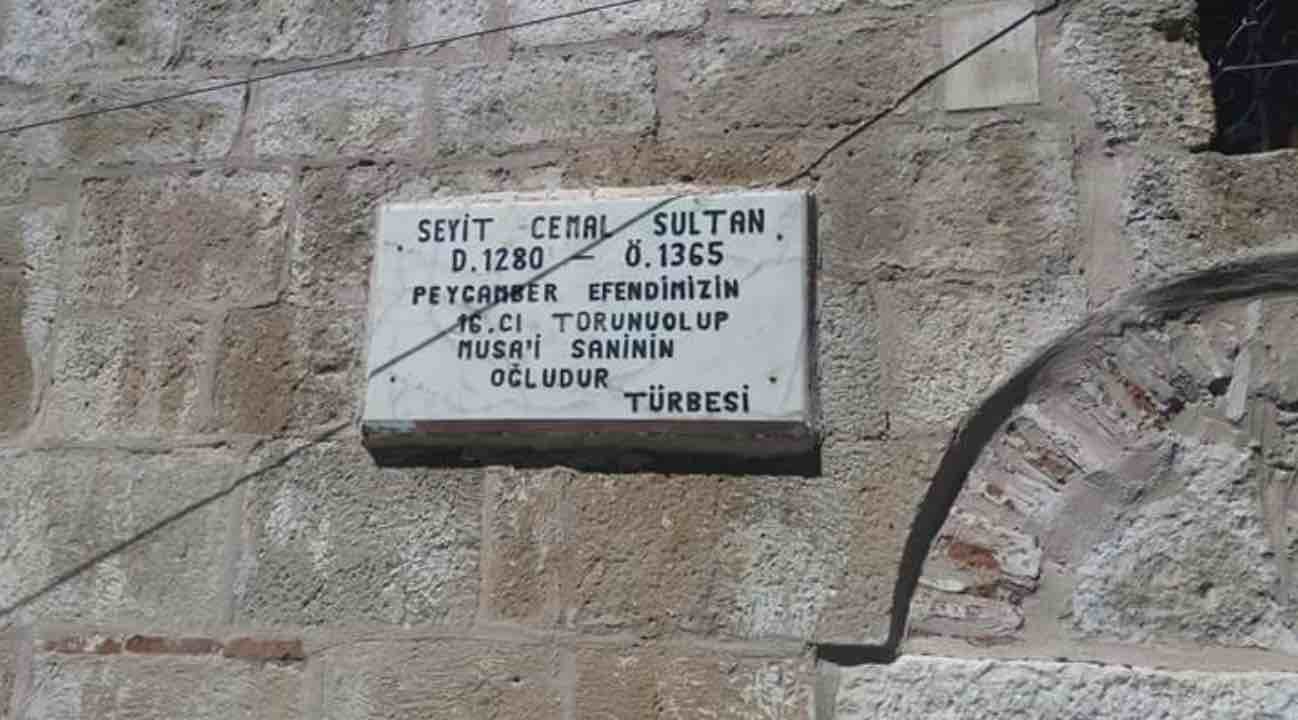 SEYİT CEMAL SULTAN
D.1280 – Ö.1365
PEYGAMBER EFENDİMİZİN
16.CI TORUNUOLUP
MUSA'İ SANİNİN
OĞLUDUR
TÜRBESİ